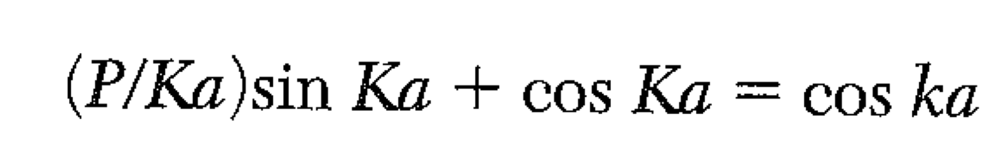 (P/Ka)sin Ka + cos Ka = cos ka